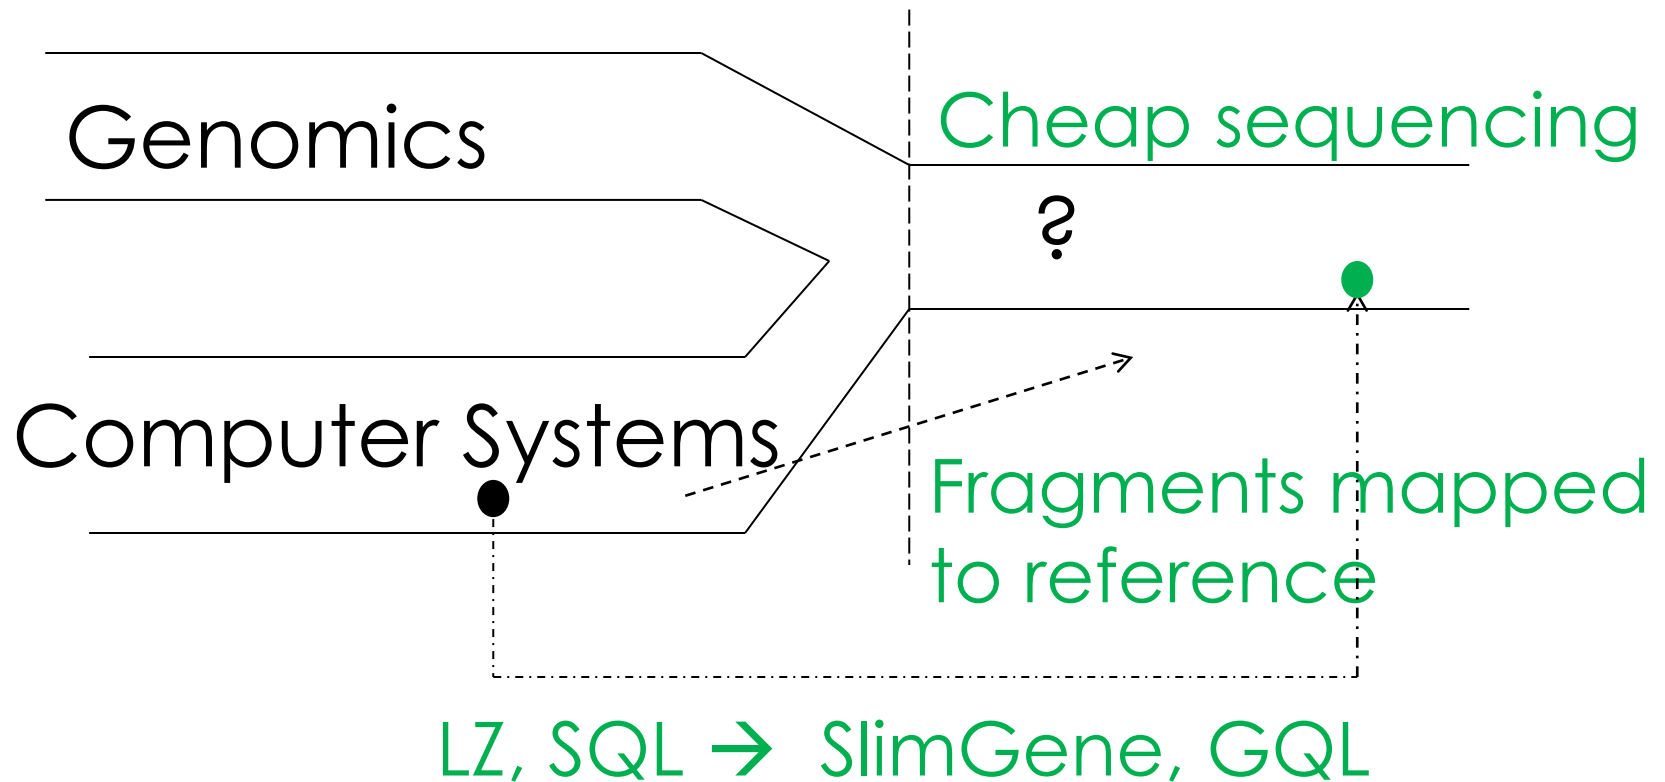 Genomics
Cheap sequencing
?
Computer Systems
Fragments mapped
to reference
LZ, SQL → SlimGene, GQL